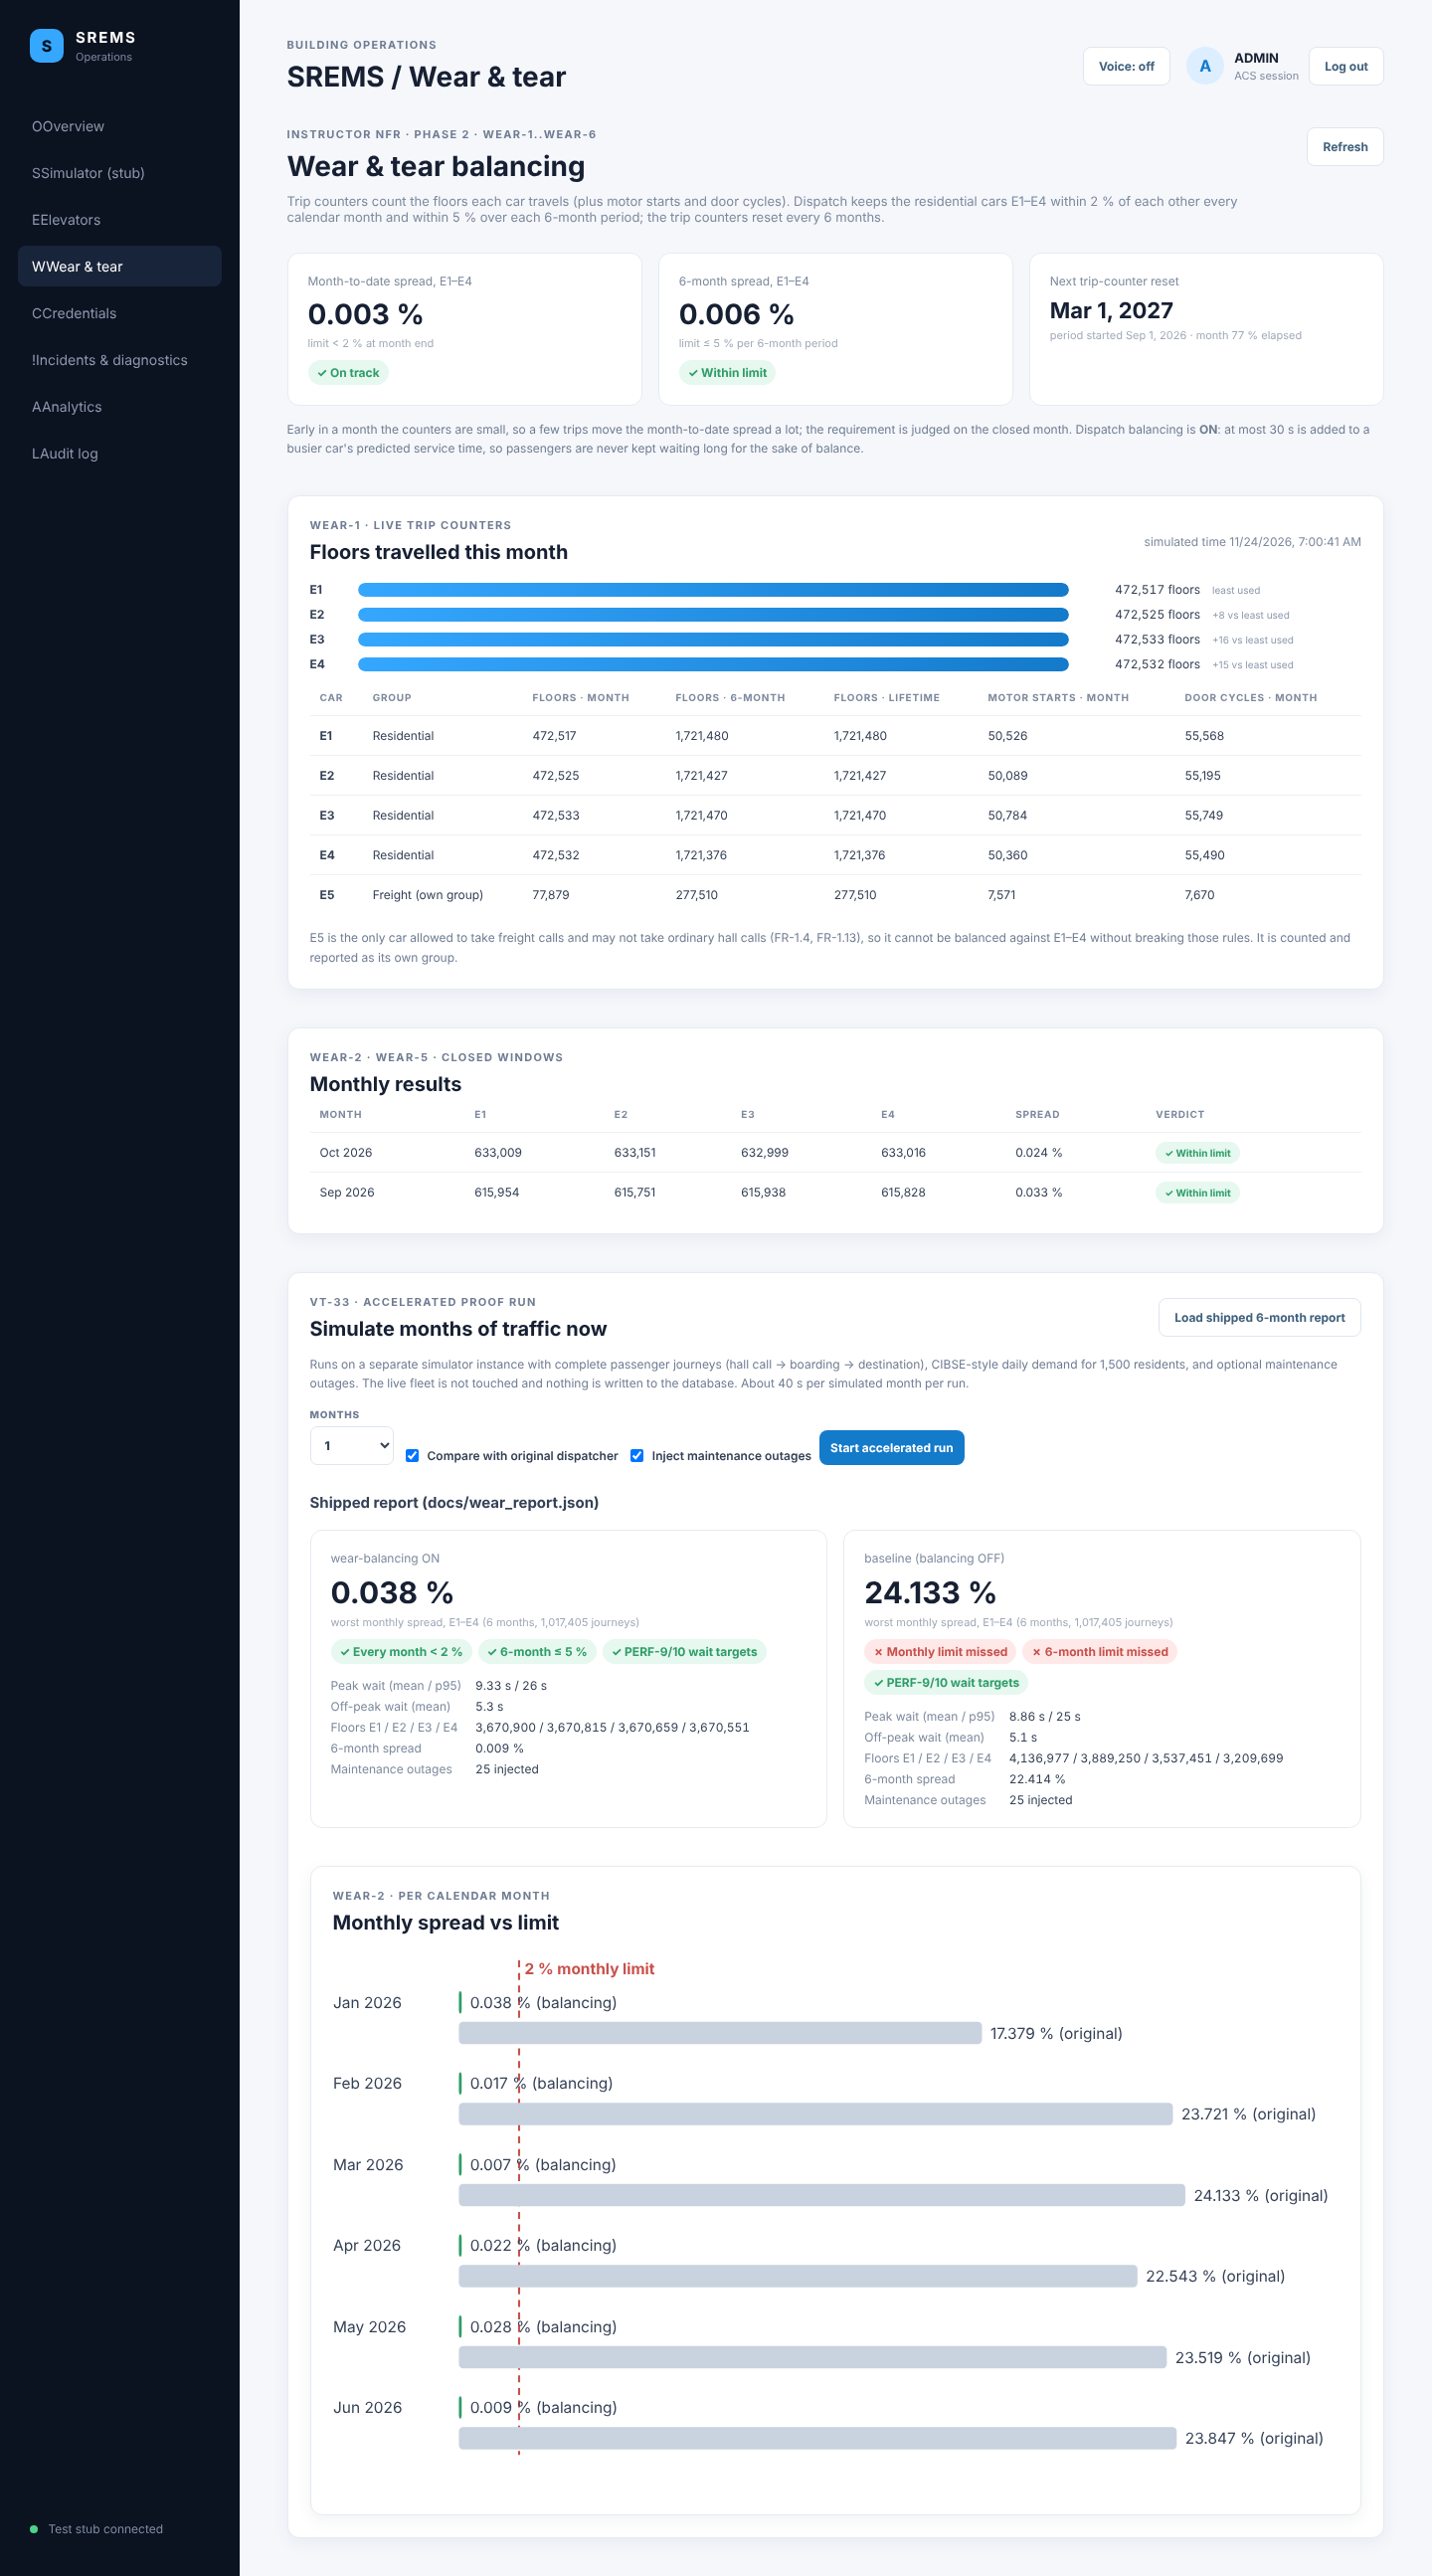 S
SREMS
Operations
OOverview
SSimulator (stub)
EElevators
WWear & tear
CCredentials
!Incidents & diagnostics
AAnalytics
LAudit log
Test stub connected
BUILDING OPERATIONS
SREMS / Wear & tear
Voice: off
A
ADMIN
ACS session
Log out
INSTRUCTOR NFR · PHASE 2 · WEAR-1..WEAR-6
Wear & tear balancing
Refresh
Trip counters count the floors each car travels (plus motor starts and door cycles). Dispatch keeps the residential cars E1–E4 within 2 % of each other every
calendar month and within 5 % over each 6-month period; the trip counters reset every 6 months.
Month-to-date spread, E1–E4
0.003 %
limit < 2 % at month end
✓ On track
6-month spread, E1–E4
0.006 %
limit ≤ 5 % per 6-month period
✓ Within limit
Next trip-counter reset
Mar 1, 2027
period started Sep 1, 2026 · month 77 % elapsed
Early in a month the counters are small, so a few trips move the month-to-date spread a lot; the requirement is judged on the closed month. Dispatch balancing is ON: at most 30 s is added to a
busier car's predicted service time, so passengers are never kept waiting long for the sake of balance.
WEAR-1 · LIVE TRIP COUNTERS
Floors travelled this month
simulated time 11/24/2026, 7:00:41 AM
E1 472,517 floors least used
E2 472,525 floors +8 vs least used
E3 472,533 floors +16 vs least used
E4 472,532 floors +15 vs least used
CAR GROUP FLOORS · MONTH FLOORS · 6-MONTH FLOORS · LIFETIME MOTOR STARTS · MONTH DOOR CYCLES · MONTH
E1 Residential 472,517 1,721,480 1,721,480 50,526 55,568
E2 Residential 472,525 1,721,427 1,721,427 50,089 55,195
E3 Residential 472,533 1,721,470 1,721,470 50,784 55,749
E4 Residential 472,532 1,721,376 1,721,376 50,360 55,490
E5 Freight (own group) 77,879 277,510 277,510 7,571 7,670
E5 is the only car allowed to take freight calls and may not take ordinary hall calls (FR-1.4, FR-1.13), so it cannot be balanced against E1–E4 without breaking those rules. It is counted and
reported as its own group.
WEAR-2 · WEAR-5 · CLOSED WINDOWS
Monthly results
MONTH E1 E2 E3 E4 SPREAD VERDICT
Oct 2026 633,009 633,151 632,999 633,016 0.024 % ✓ Within limit
Sep 2026 615,954 615,751 615,938 615,828 0.033 % ✓ Within limit
VT-33 · ACCELERATED PROOF RUN
Simulate months of traffic now
Load shipped 6-month report
Runs on a separate simulator instance with complete passenger journeys (hall call → boarding → destination), CIBSE-style daily demand for 1,500 residents, and optional maintenance
outages. The live fleet is not touched and nothing is written to the database. About 40 s per simulated month per run.
MONTHS
1
Compare with original dispatcher
Inject maintenance outages
Start accelerated run
Shipped report (docs/wear_report.json)
wear-balancing ON
0.038 %
worst monthly spread, E1–E4 (6 months, 1,017,405 journeys)
✓ Every month < 2 % ✓ 6-month ≤ 5 % ✓ PERF-9/10 wait targets
Peak wait (mean / p95) 9.33 s / 26 s
Off-peak wait (mean) 5.3 s
Floors E1 / E2 / E3 / E4 3,670,900 / 3,670,815 / 3,670,659 / 3,670,551
6-month spread 0.009 %
Maintenance outages 25 injected
baseline (balancing OFF)
24.133 %
worst monthly spread, E1–E4 (6 months, 1,017,405 journeys)
× Monthly limit missed × 6-month limit missed
✓ PERF-9/10 wait targets
Peak wait (mean / p95) 8.86 s / 25 s
Off-peak wait (mean) 5.1 s
Floors E1 / E2 / E3 / E4 4,136,977 / 3,889,250 / 3,537,451 / 3,209,699
6-month spread 22.414 %
Maintenance outages 25 injected
WEAR-2 · PER CALENDAR MONTH
Monthly spread vs limit
2 % monthly limit
Jan 2026 0.038 % (balancing)
17.379 % (original)
Feb 2026 0.017 % (balancing)
23.721 % (original)
Mar 2026 0.007 % (balancing)
24.133 % (original)
Apr 2026 0.022 % (balancing)
22.543 % (original)
May 2026 0.028 % (balancing)
23.519 % (original)
Jun 2026 0.009 % (balancing)
23.847 % (original)